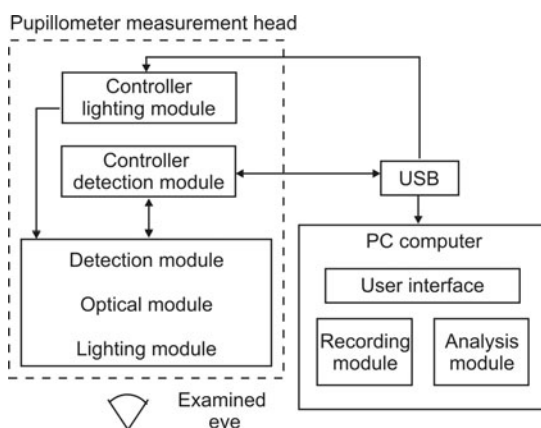 Pupillometer measurement head
Controller
lighting module
Controller
detection module
USB
Detection module
Optical module
Lighting module
PC computer
User interface
Recording
module
Analysis
module
Examined
eye